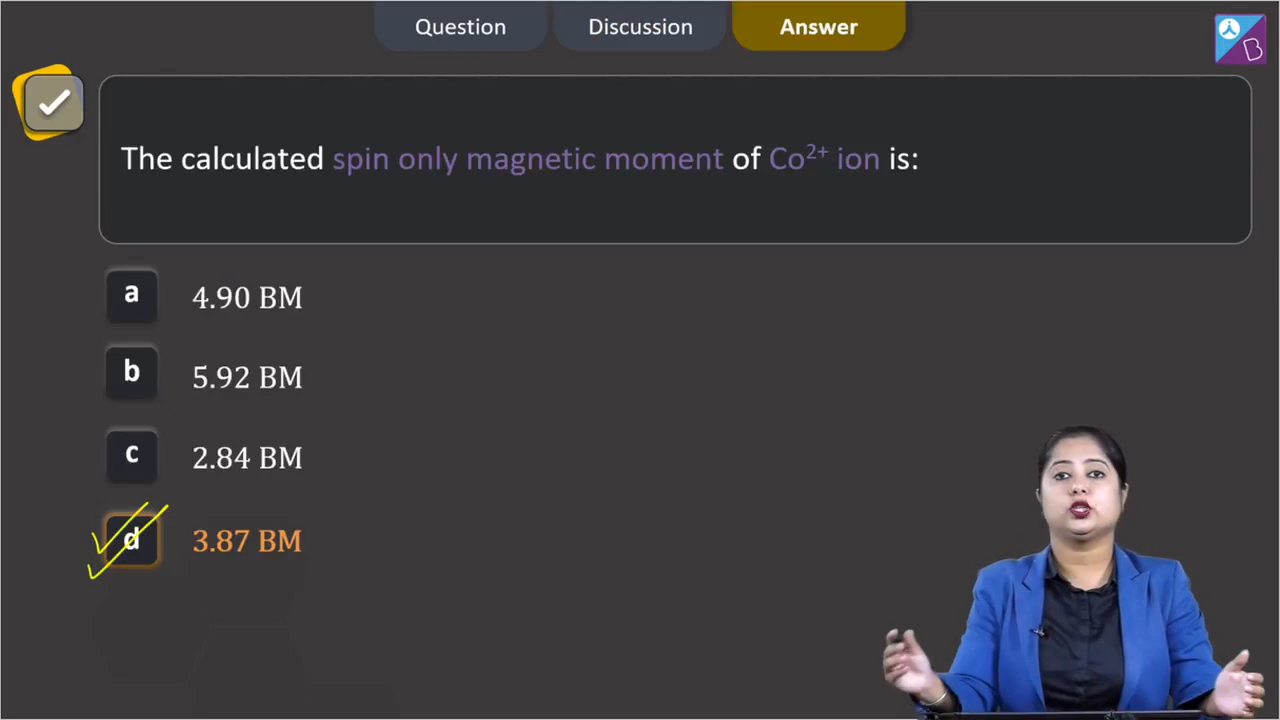 Question
Discussion
Answer
B
The calculated spin only magnetic moment of Co²⁺ ion is:
a 4.90 BM
b 5.92 BM
c 2.84 BM
d 3.87 BM